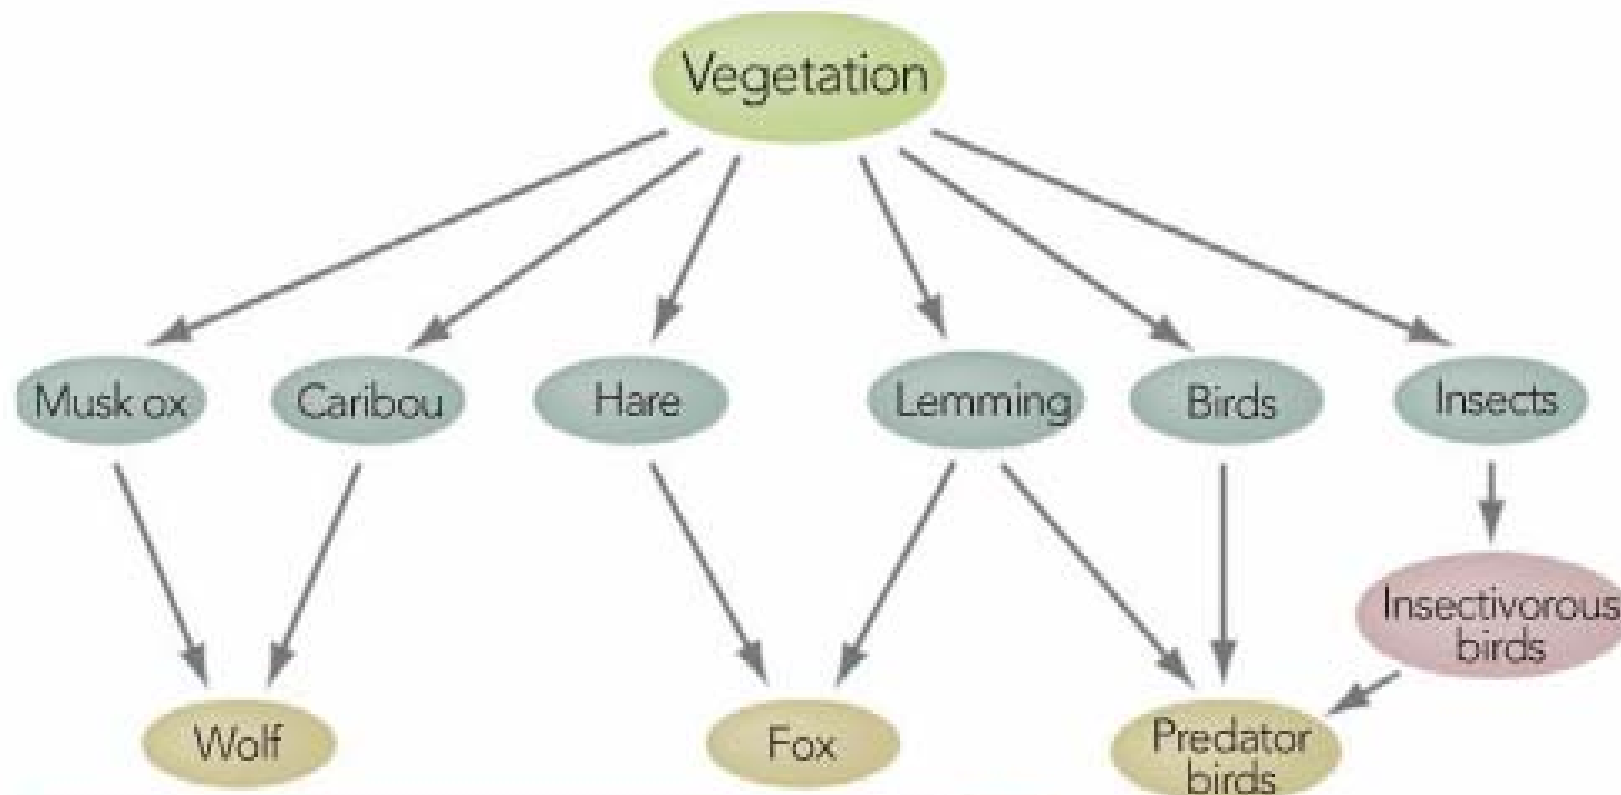 Vegetation
Musk ox
Caribou
Hare
Lemming
Birds
Insects
Insectivorous
birds
Wolf
Fox
Predator
birds